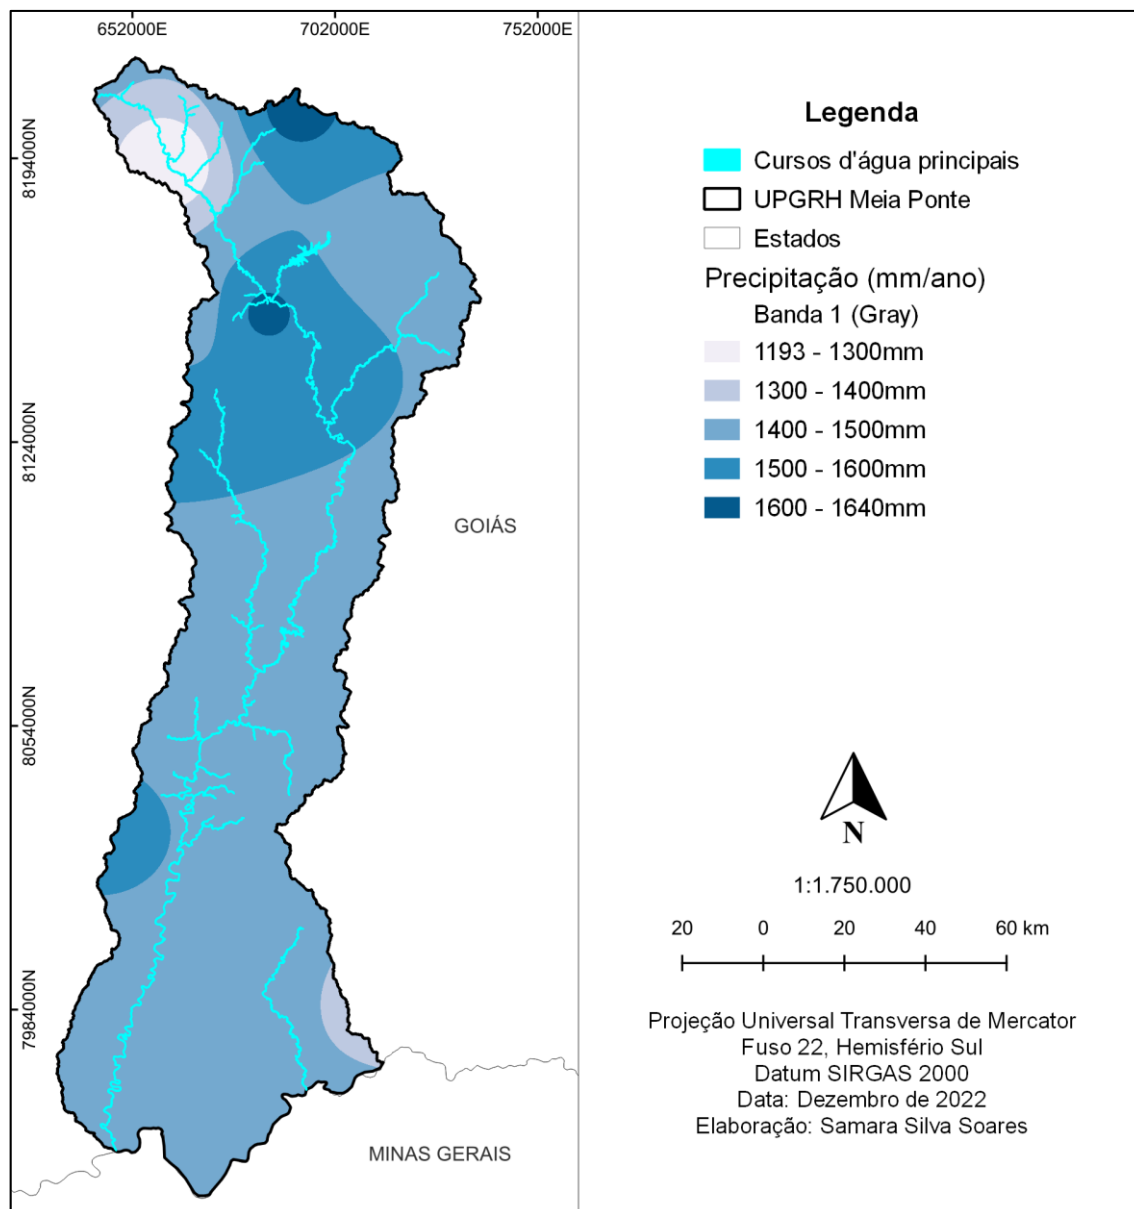 652000E
702000E
752000E
8194000N
8124000N
8054000N
7984000N
GOIÁS
MINAS GERAIS
Legenda
Cursos d'água principais
UPGRH Meia Ponte
Estados
Precipitação (mm/ano)
Banda 1 (Gray)
1193 - 1300mm
1300 - 1400mm
1400 - 1500mm
1500 - 1600mm
1600 - 1640mm
N
1:1.750.000
20 0 20 40 60 km
Projeção Universal Transversa de Mercator
Fuso 22, Hemisfério Sul
Datum SIRGAS 2000
Data: Dezembro de 2022
Elaboração: Samara Silva Soares